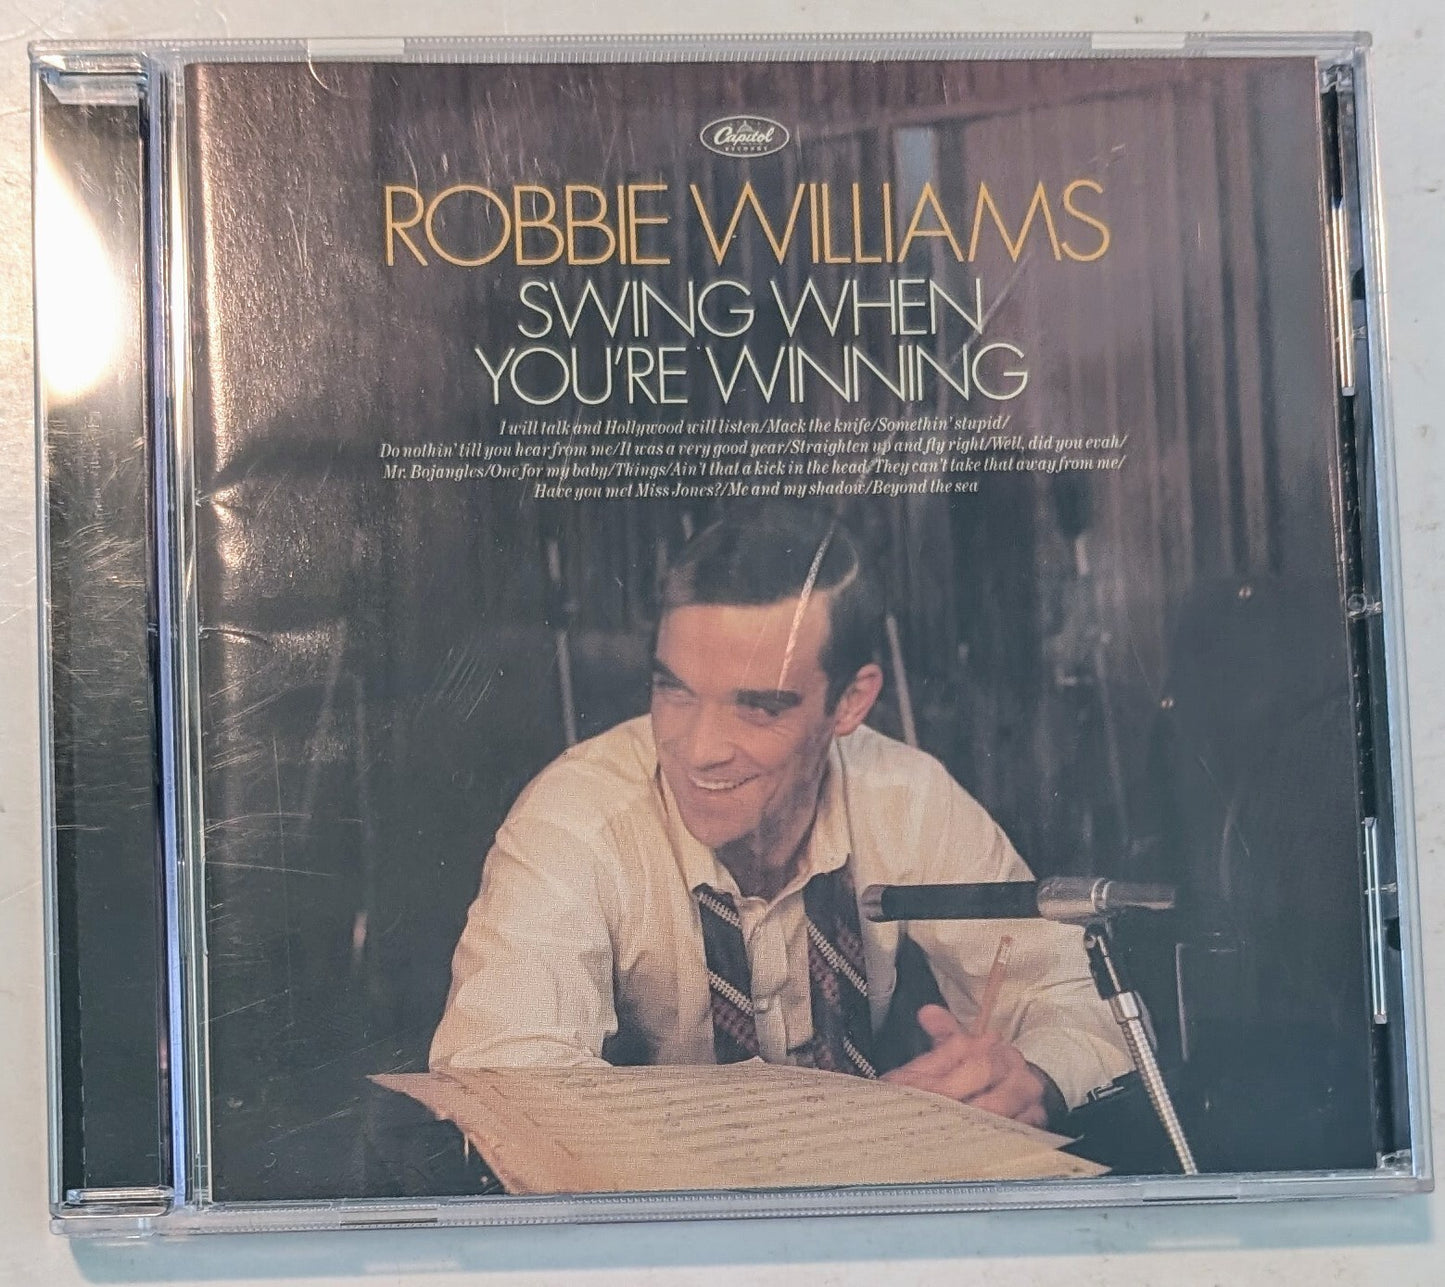 Capitol
RECORDS
ROBBIE WILLIAMS
SWING WHEN
YOU'RE WINNING
I will talk and Hollywood will listen/Mack the knife/Somethin' stupid/
Do nothin' till you hear from me/It was a very good year/Straighten up and fly right/Well, did you evah/
Mr. Bojangles/One for my baby/Things/Ain't that a kick in the head/They can't take that away from me/
Have you met Miss Jones?/Me and my shadow/Beyond the sea